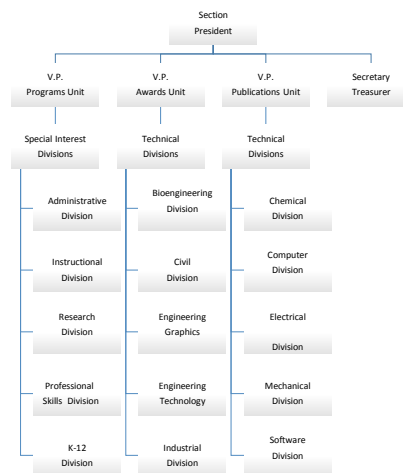 Section
President
V.P.
Programs Unit
V.P.
Awards Unit
V.P.
Publications Unit
Secretary
Treasurer
Special Interest
Divisions
Technical
Divisions
Technical
Divisions
Administrative
Division
Bioengineering
Division
Chemical
Division
Instructional
Division
Civil
Division
Computer
Division
Research
Division
Engineering
Graphics
Electrical
Division
Professional
Skills Division
Engineering
Technology
Mechanical
Division
K-12
Division
Industrial
Division
Software
Division